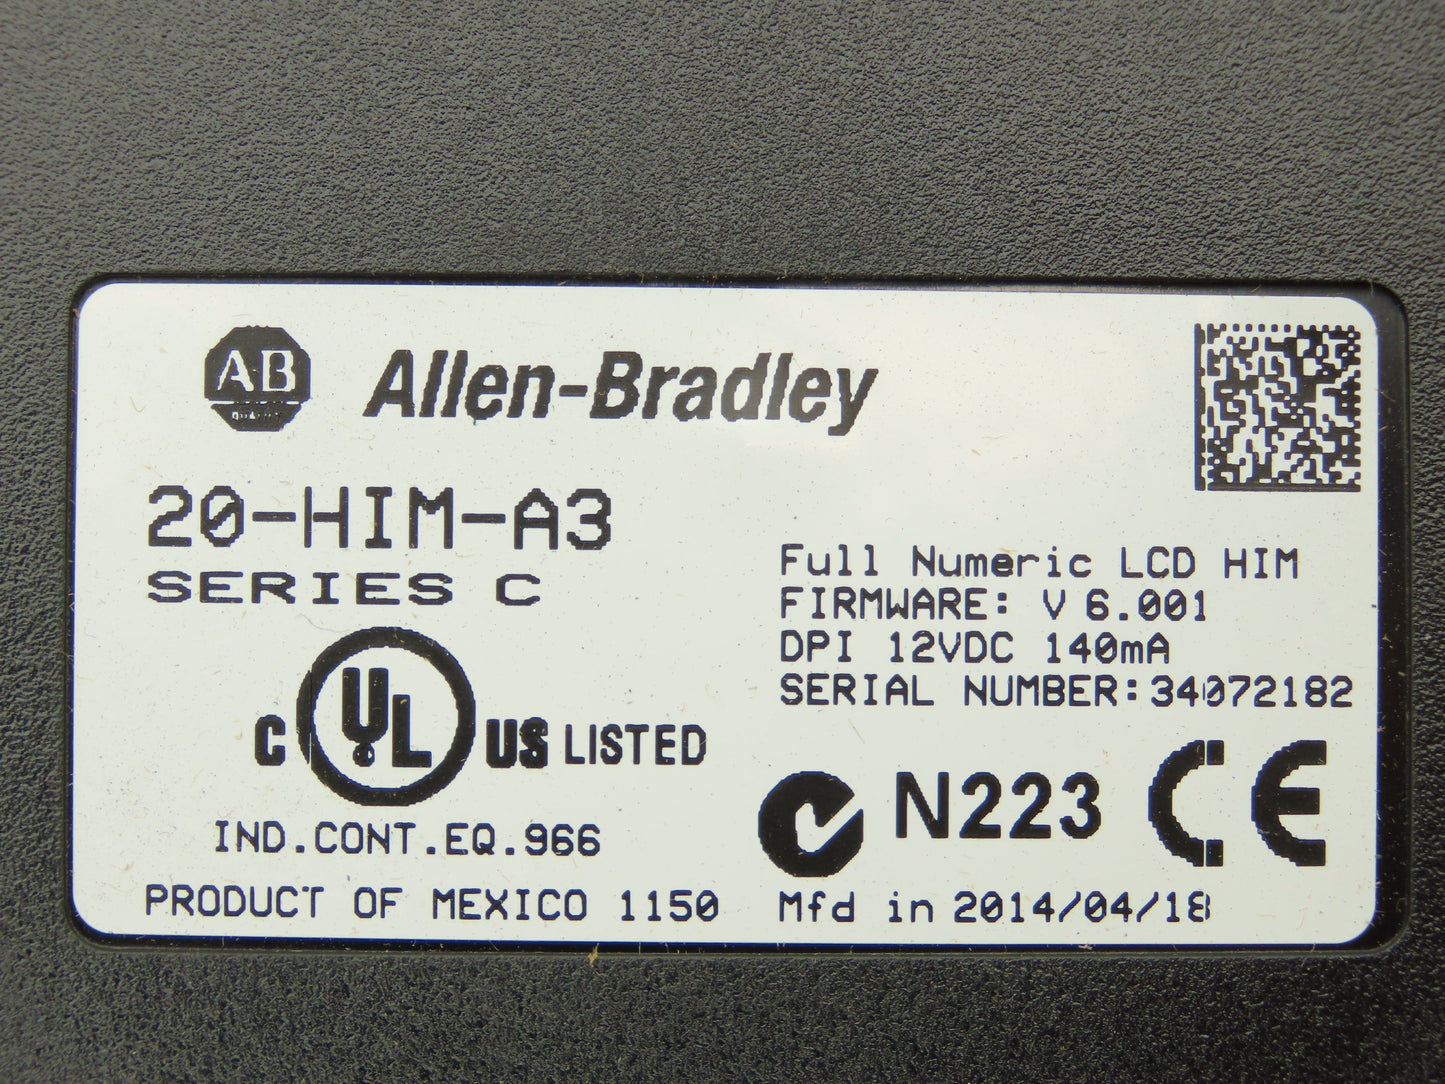 AB
Allen-Bradley
20-HIM-A3
SERIES C
Full Numeric LCD HIM
FIRMWARE: V 6.001
DPI 12VDC 140mA
SERIAL NUMBER:34072182
C UL US LISTED
IND.CONT.EQ.966
N223 CE
PRODUCT OF MEXICO 1150
Mfd in 2014/04/18